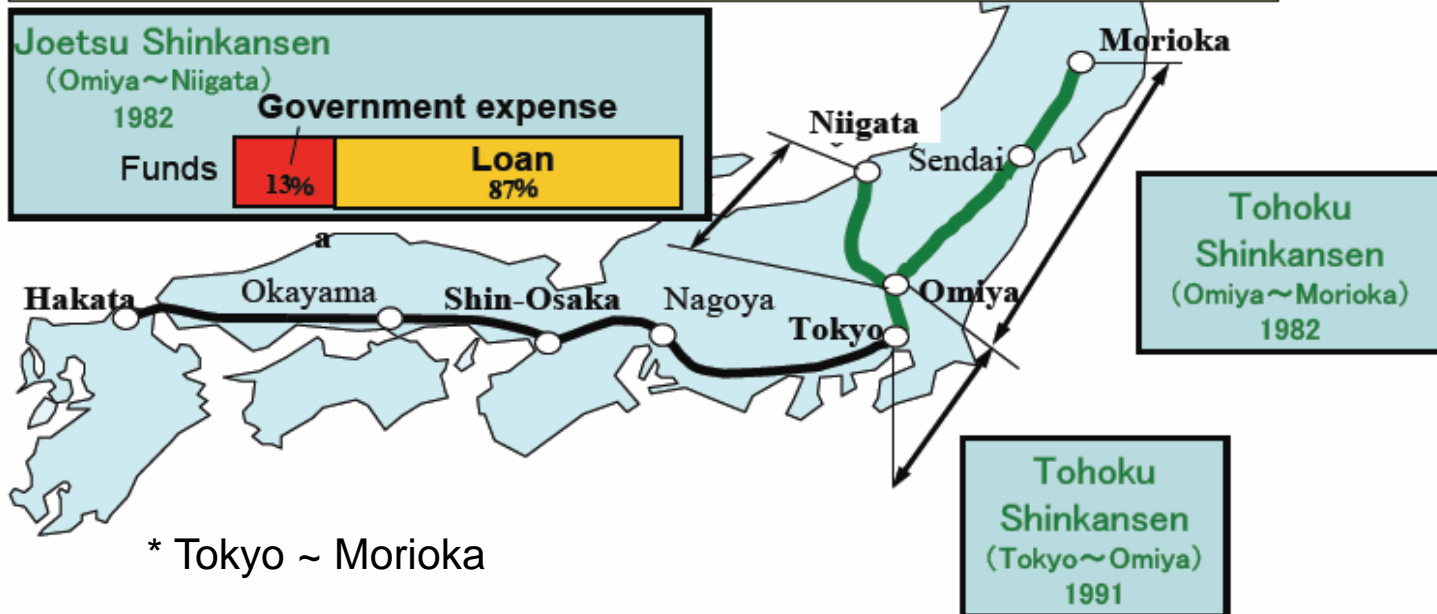 Joetsu Shinkansen
(Omiya～Niigata)
1982
Government expense
Funds
13%
Loan
87%
a
Morioka
Niigata
Sendai
Tohoku
Shinkansen
(Omiya～Morioka)
1982
Hakata
Okayama
Shin-Osaka
Nagoya
Omiya
Tokyo
Tohoku
Shinkansen
(Tokyo～Omiya)
1991
* Tokyo ~ Morioka